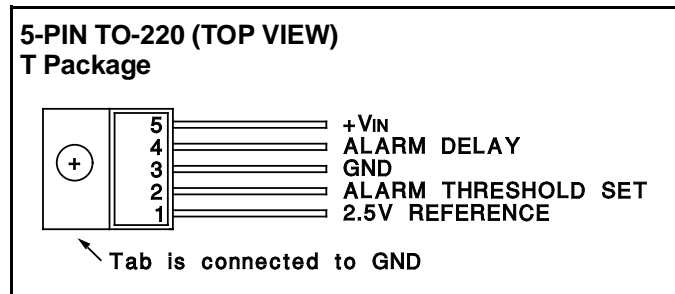 5-PIN TO-220 (TOP VIEW)
T Package
5 +VIN
4 ALARM DELAY
3 GND
2 ALARM THRESHOLD SET
1 2.5V REFERENCE
+
Tab is connected to GND